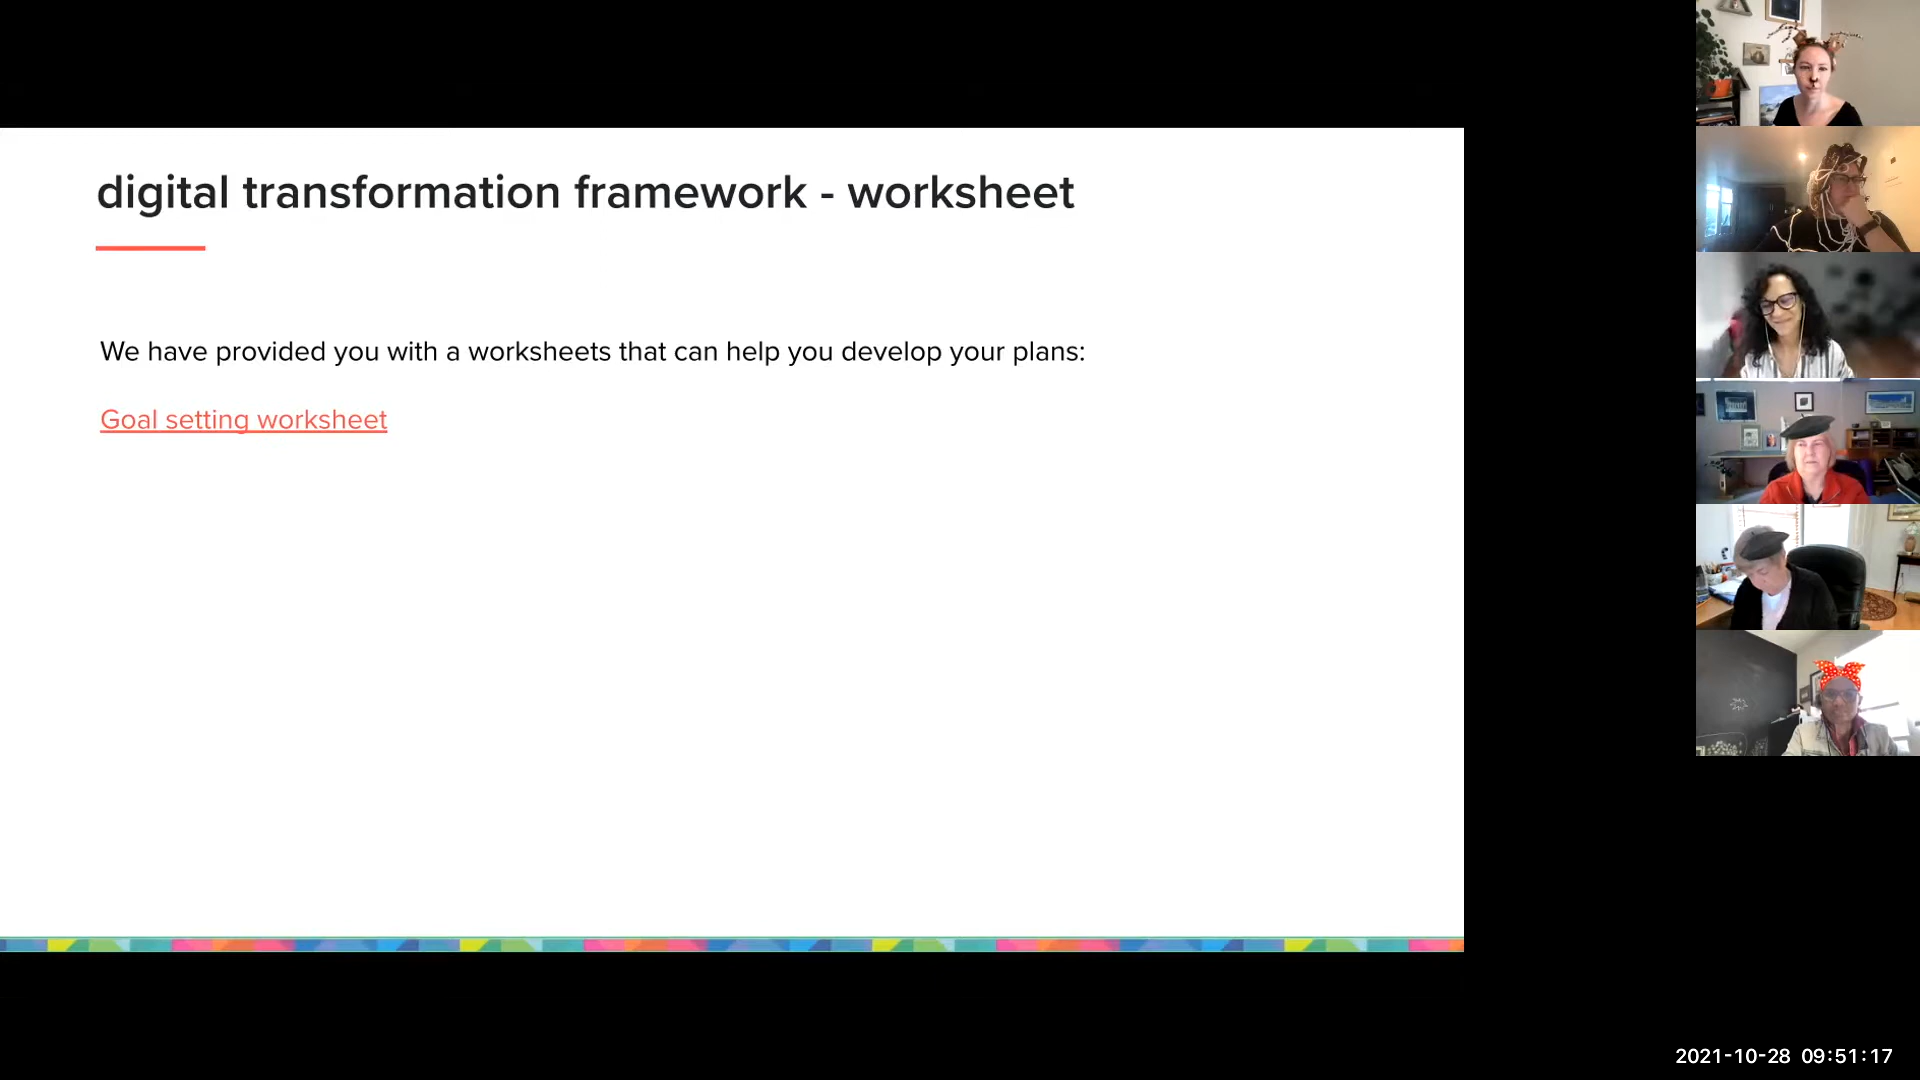 digital transformation framework - worksheet
We have provided you with a worksheets that can help you develop your plans:
Goal setting worksheet
2021-10-28 09:51:17